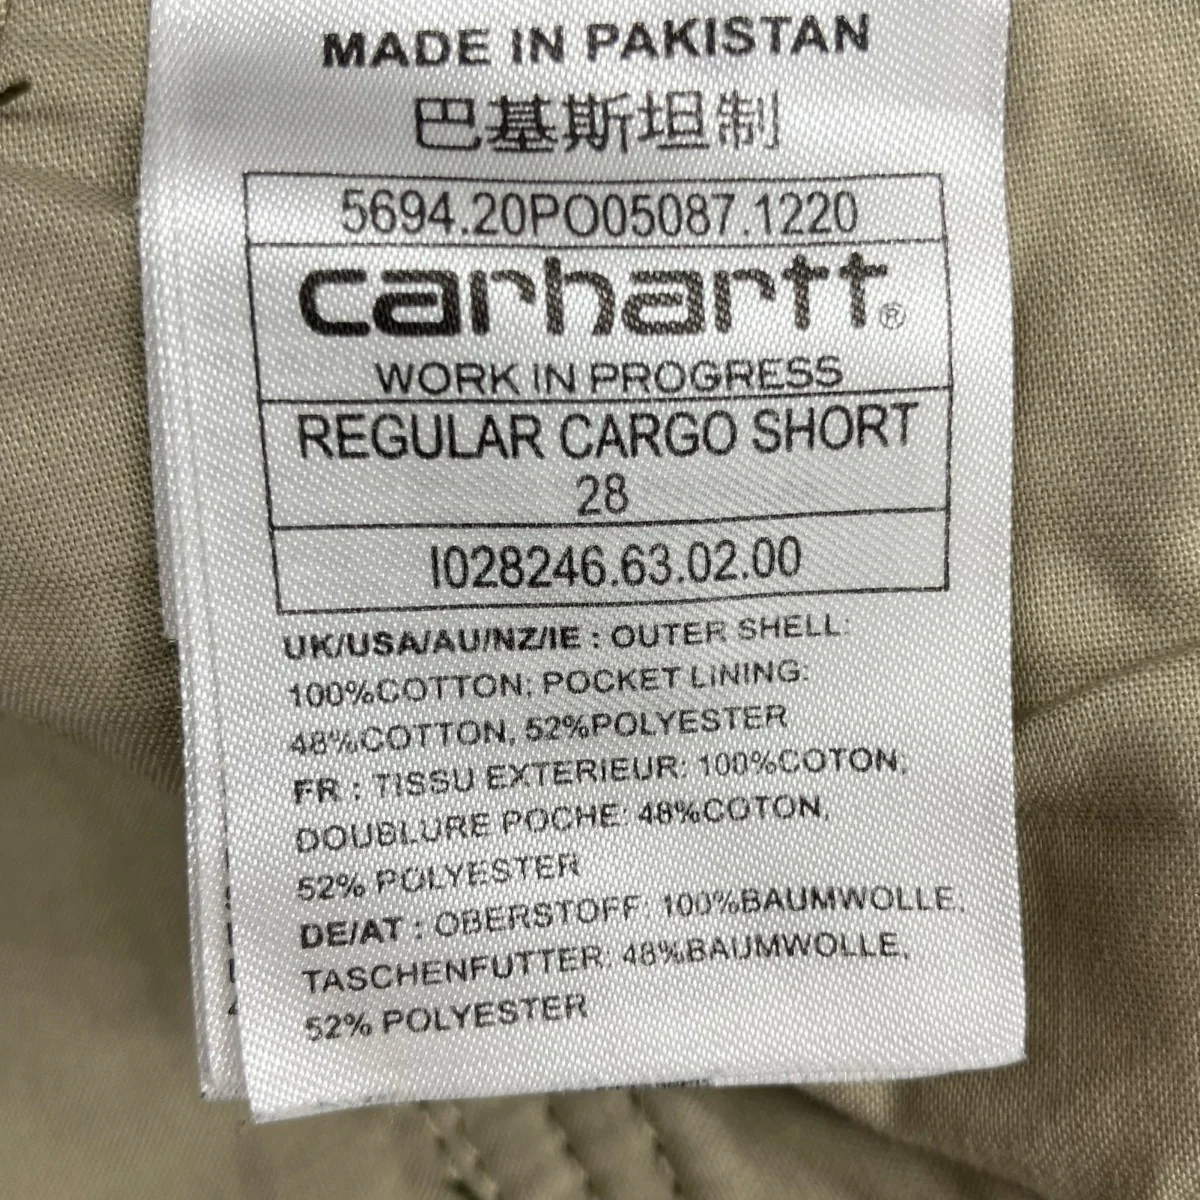 MADE IN PAKISTAN
巴基斯坦制
5694.20PO05087.1220
carhartt®
WORK IN PROGRESS
REGULAR CARGO SHORT
28
I028246.63.02.00
UK/USA/AU/NZ/IE : OUTER SHELL:
100%COTTON; POCKET LINING:
48%COTTON, 52%POLYESTER
FR : TISSU EXTERIEUR: 100%COTON;
DOUBLURE POCHE: 48%COTON,
52% POLYESTER
DE/AT : OBERSTOFF: 100%BAUMWOLLE;
TASCHENFUTTER: 48%BAUMWOLLE,
52% POLYESTER